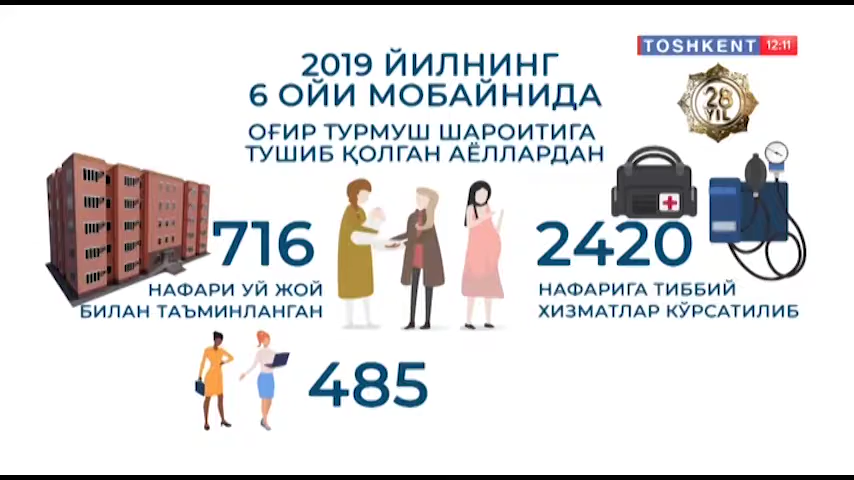 TOSHKENT 12:11
2019 ЙИЛНИНГ
6 ОЙИ МОБАЙНИДА
28
YIL
ОҒИР ТУРМУШ ШАРОИТИГА
ТУШИБ ҚОЛГАН АЁЛЛАРДАН
716
НАФАРИ УЙ ЖОЙ
БИЛАН ТАЪМИНЛАНГАН
2420
НАФАРИГА ТИББИЙ
ХИЗМАТЛАР КЎРСАТИЛИБ
485